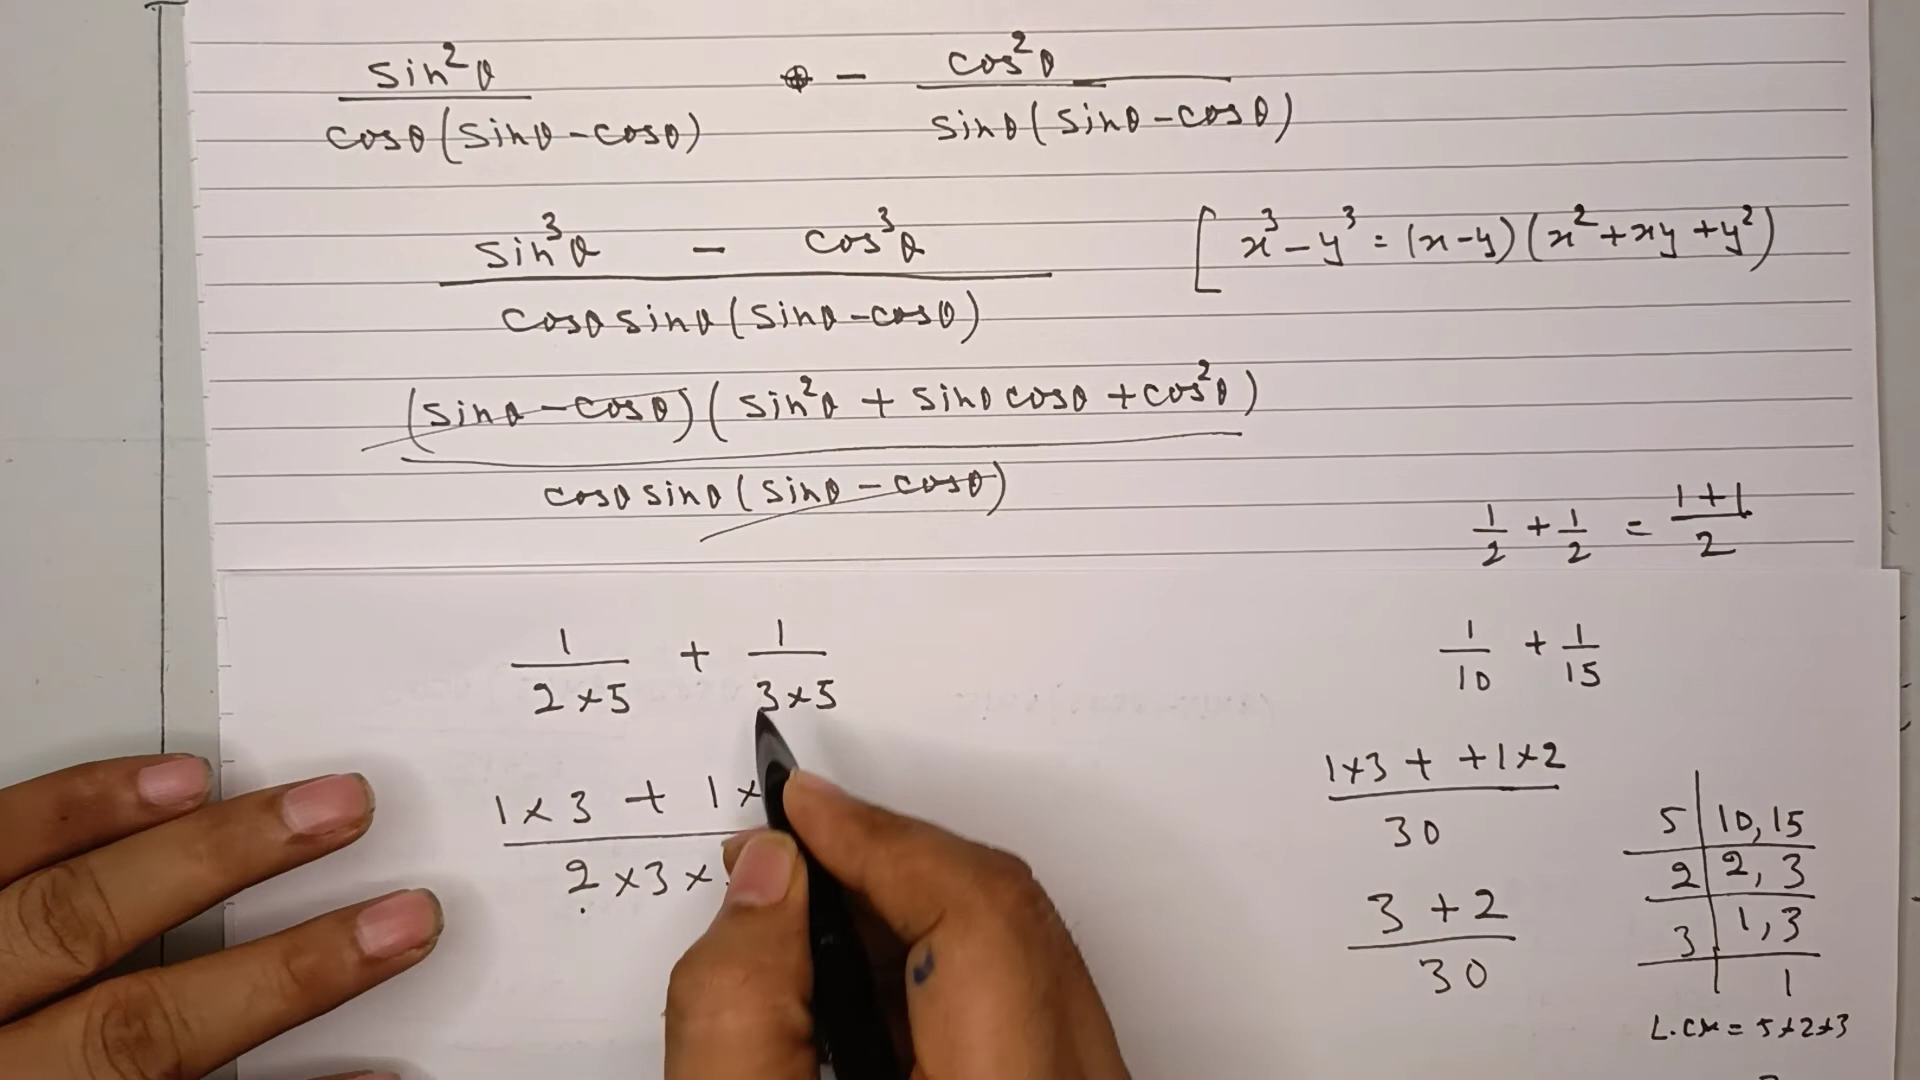 sin²θ / cosθ(sinθ-cosθ) - cos²θ / sinθ(sinθ-cosθ)
sin³θ - cos³θ / cosθ sinθ(sinθ-cosθ)
[ x³-y³ = (x-y)(x²+xy+y²)
(sinθ-cosθ)(sin²θ + sinθ cosθ + cos²θ) / cosθ sinθ(sinθ-cosθ)
1/2 + 1/2 = 1+1/2
1/2×5 + 1/3×5
1×3 + 1× / 2×3×
1/10 + 1/15
1×3 + +1×2 / 30
3+2 / 30
5 | 10, 15
2 | 2, 3
3 | 1, 3
| 1
L.CM = 5×2×3